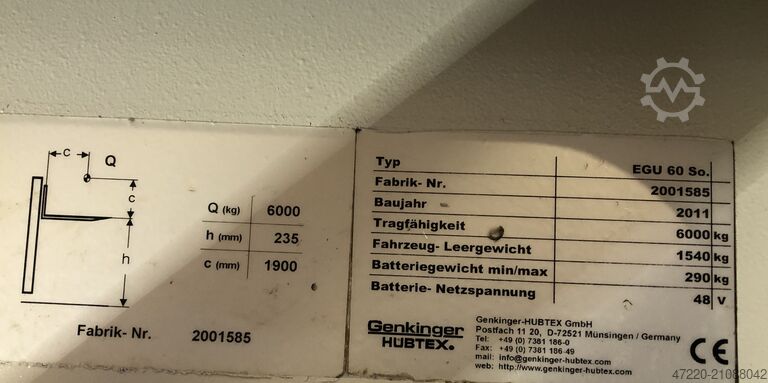 c
Q
c
h
Q (kg) 6000
h (mm) 235
c (mm) 1900
Fabrik- Nr. 2001585
Typ EGU 60 So.
Fabrik- Nr. 2001585
Baujahr 2011
Tragfähigkeit 6000 kg
Fahrzeug- Leergewicht 1540 kg
Batteriegewicht min/max 290 kg
Batterie- Netzspannung 48 V
Genkinger
HUBTEX.
Genkinger-HUBTEX GmbH
Postfach 11 20, D-72521 Münsingen / Germany
Tel: +49 (0) 7381 186-0
Fax: +49 (0) 7381 186-49
mail: info@genkinger-hubtex.com
web: http://www.genkinger-hubtex.com
CE
47220-21088042